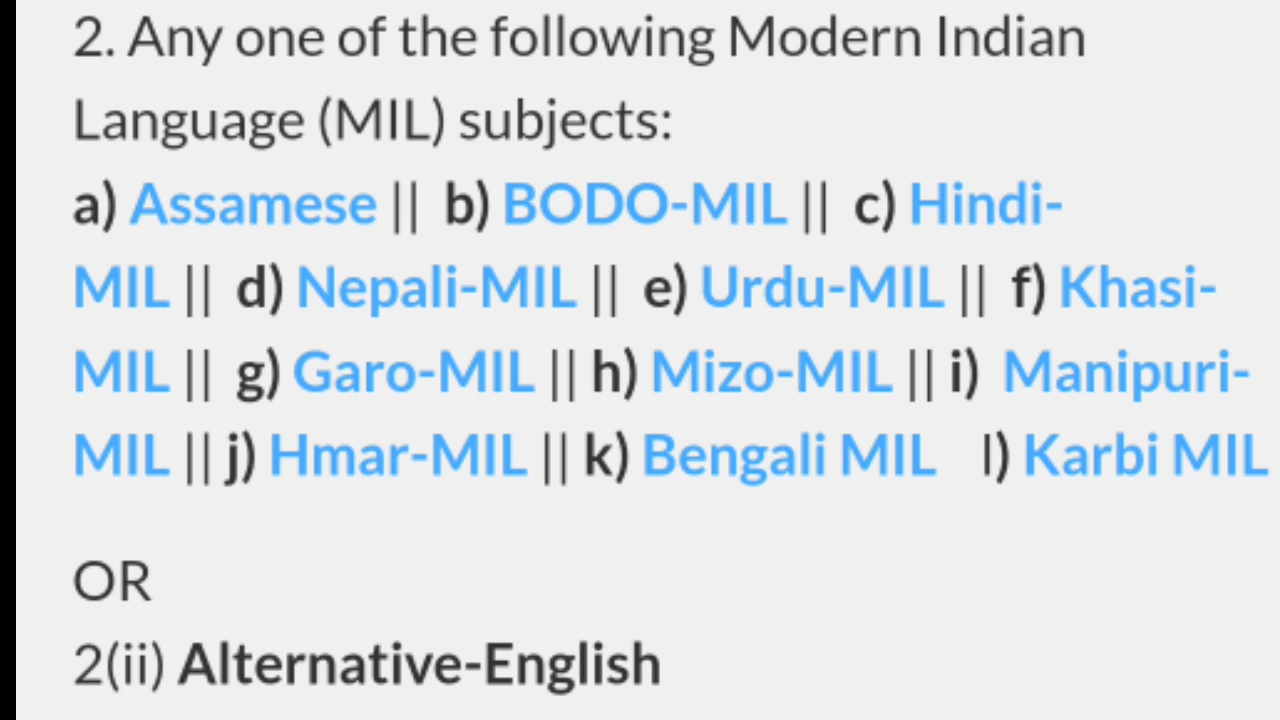 2. Any one of the following Modern Indian
Language (MIL) subjects:
a) Assamese || b) BODO-MIL || c) Hindi-
MIL || d) Nepali-MIL || e) Urdu-MIL || f) Khasi-
MIL || g) Garo-MIL || h) Mizo-MIL || i) Manipuri-
MIL || j) Hmar-MIL || k) Bengali MIL l) Karbi MIL
OR
2(ii) Alternative-English